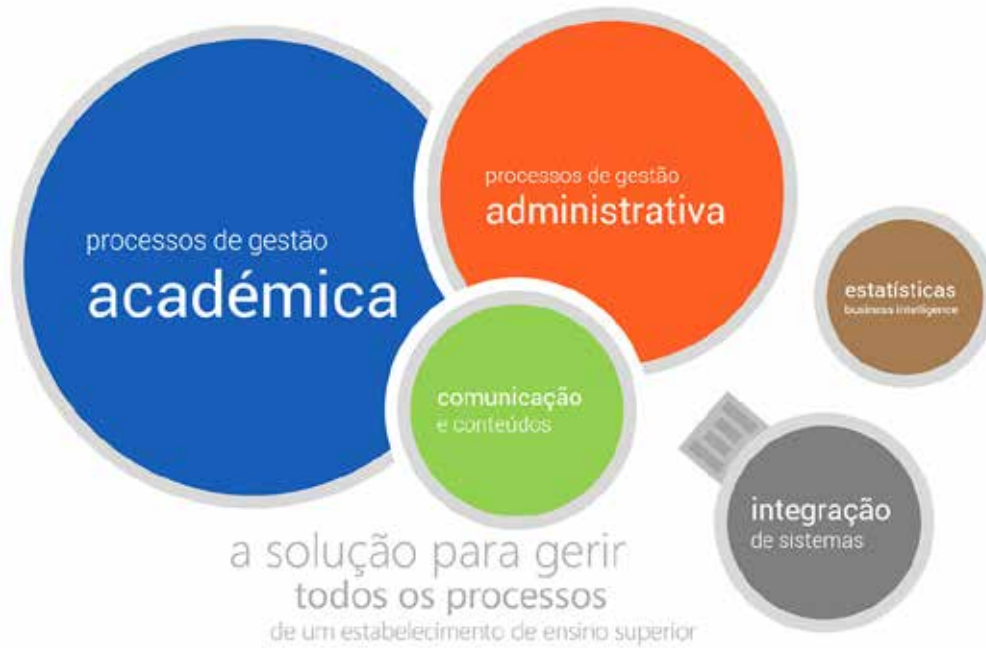 processos de gestão
académica
processos de gestão
administrativa
comunicação
e conteúdos
estatísticas
business intelligence
integração
de sistemas
a solução para gerir
todos os processos
de um estabelecimento de ensino superior